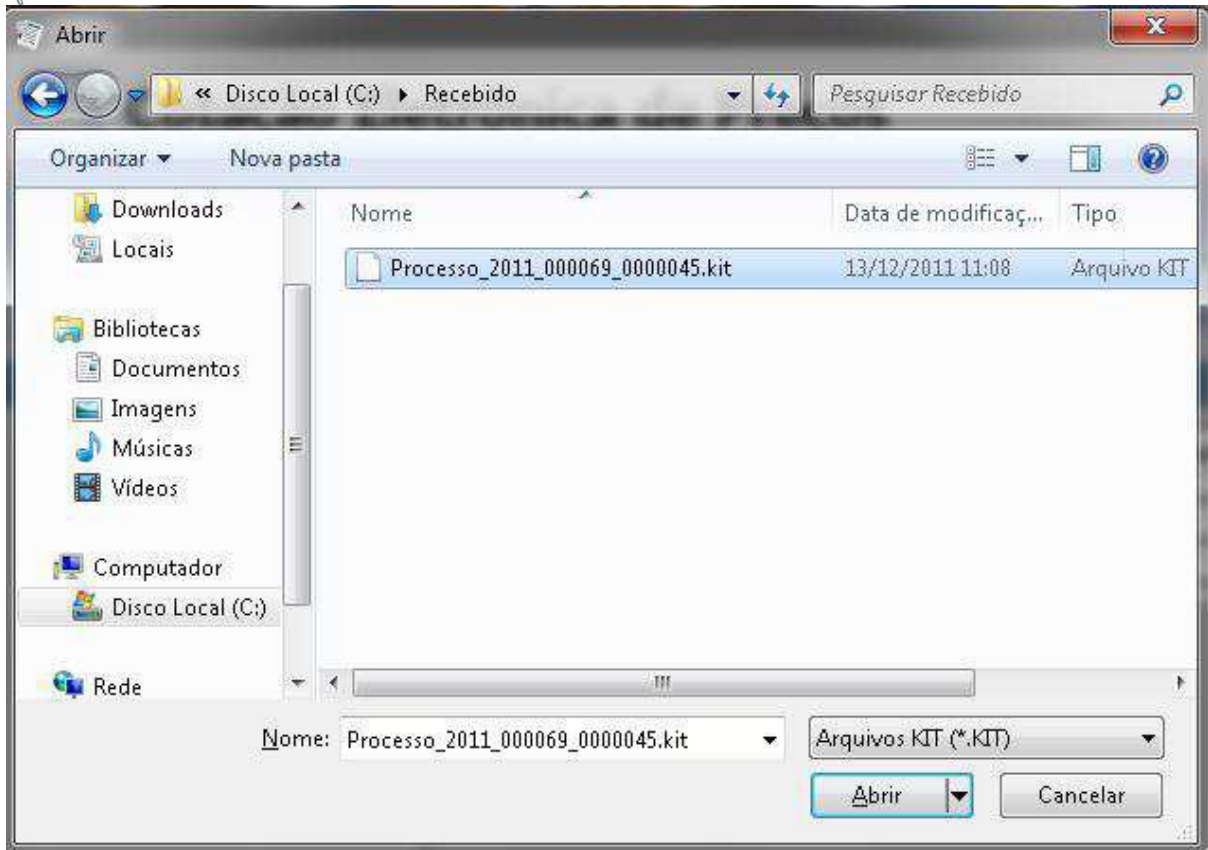 Abrir
« Disco Local (C:) Recebido
Pesquisar Recebido
Organizar
Nova pasta
Downloads
Locais
Bibliotecas
Documentos
Imagens
Músicas
Vídeos
Computador
Disco Local (C:)
Rede
Nome
Data de modificaç...
Tipo
Processo_2011_000069_0000045.kit
13/12/2011 11:08
Arquivo KIT
Nome:
Processo_2011_000069_0000045.kit
Arquivos KIT (*.KIT)
Abrir
Cancelar